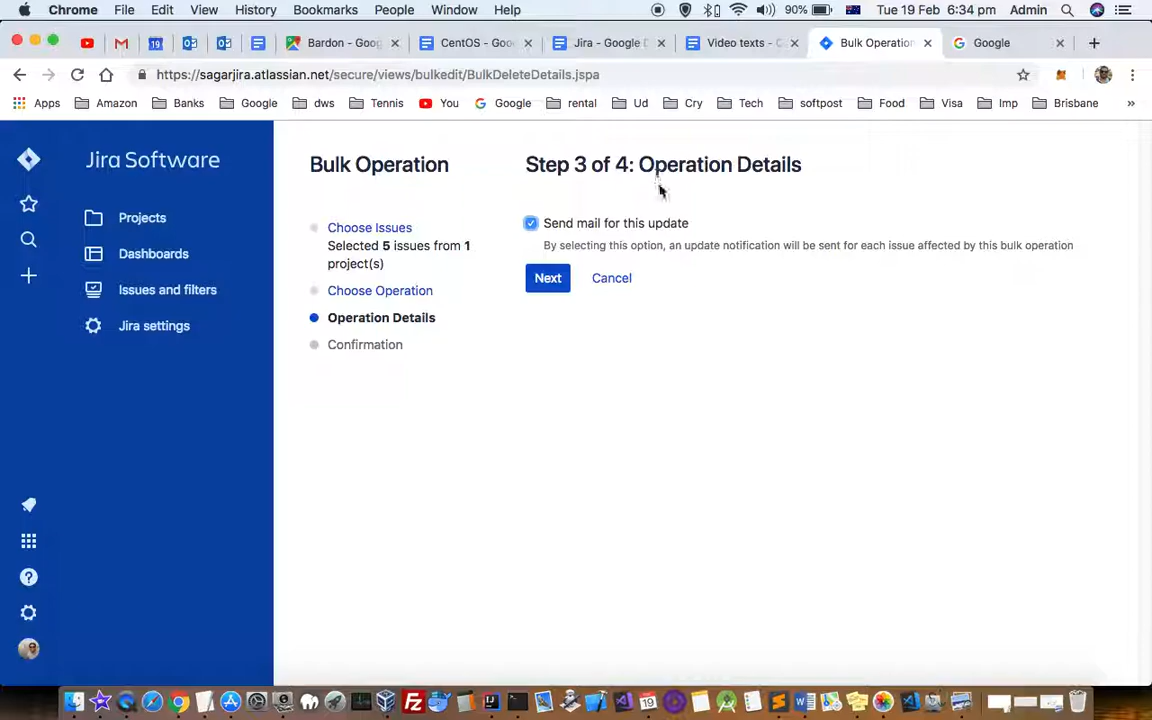 Chrome File Edit View History Bookmarks People Window Help 90% Tue 19 Feb 6:34 pm Admin
Bardon - Goog CentOS - Goo Jira - Google D Video texts - G Bulk Operation Google
https://sagarjira.atlassian.net/secure/views/bulkedit/BulkDeleteDetails.jspa
Apps Amazon Banks Google dws Tennis You Google rental Ud Cry Tech softpost Food Visa Imp Brisbane »
Jira Software
Projects
Dashboards
Issues and filters
Jira settings
Bulk Operation
Choose Issues
Selected 5 issues from 1
project(s)
Choose Operation
Operation Details
Confirmation
Step 3 of 4: Operation Details
Send mail for this update
By selecting this option, an update notification will be sent for each issue affected by this bulk operation
Next Cancel